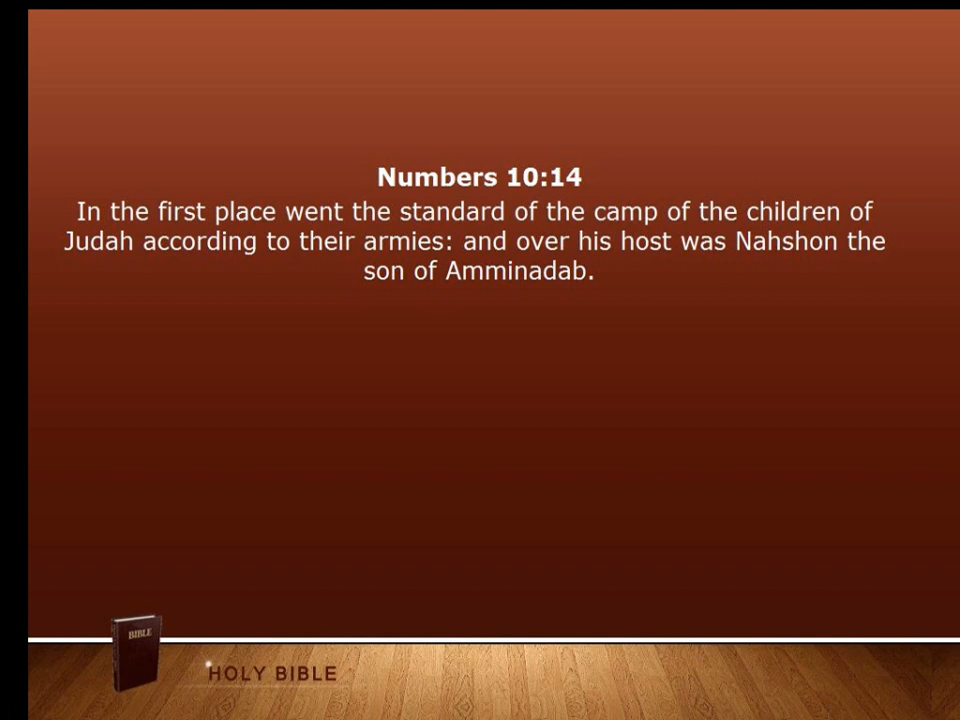 Numbers 10:14
In the first place went the standard of the camp of the children of
Judah according to their armies: and over his host was Nahshon the
son of Amminadab.
BIBLE
HOLY BIBLE